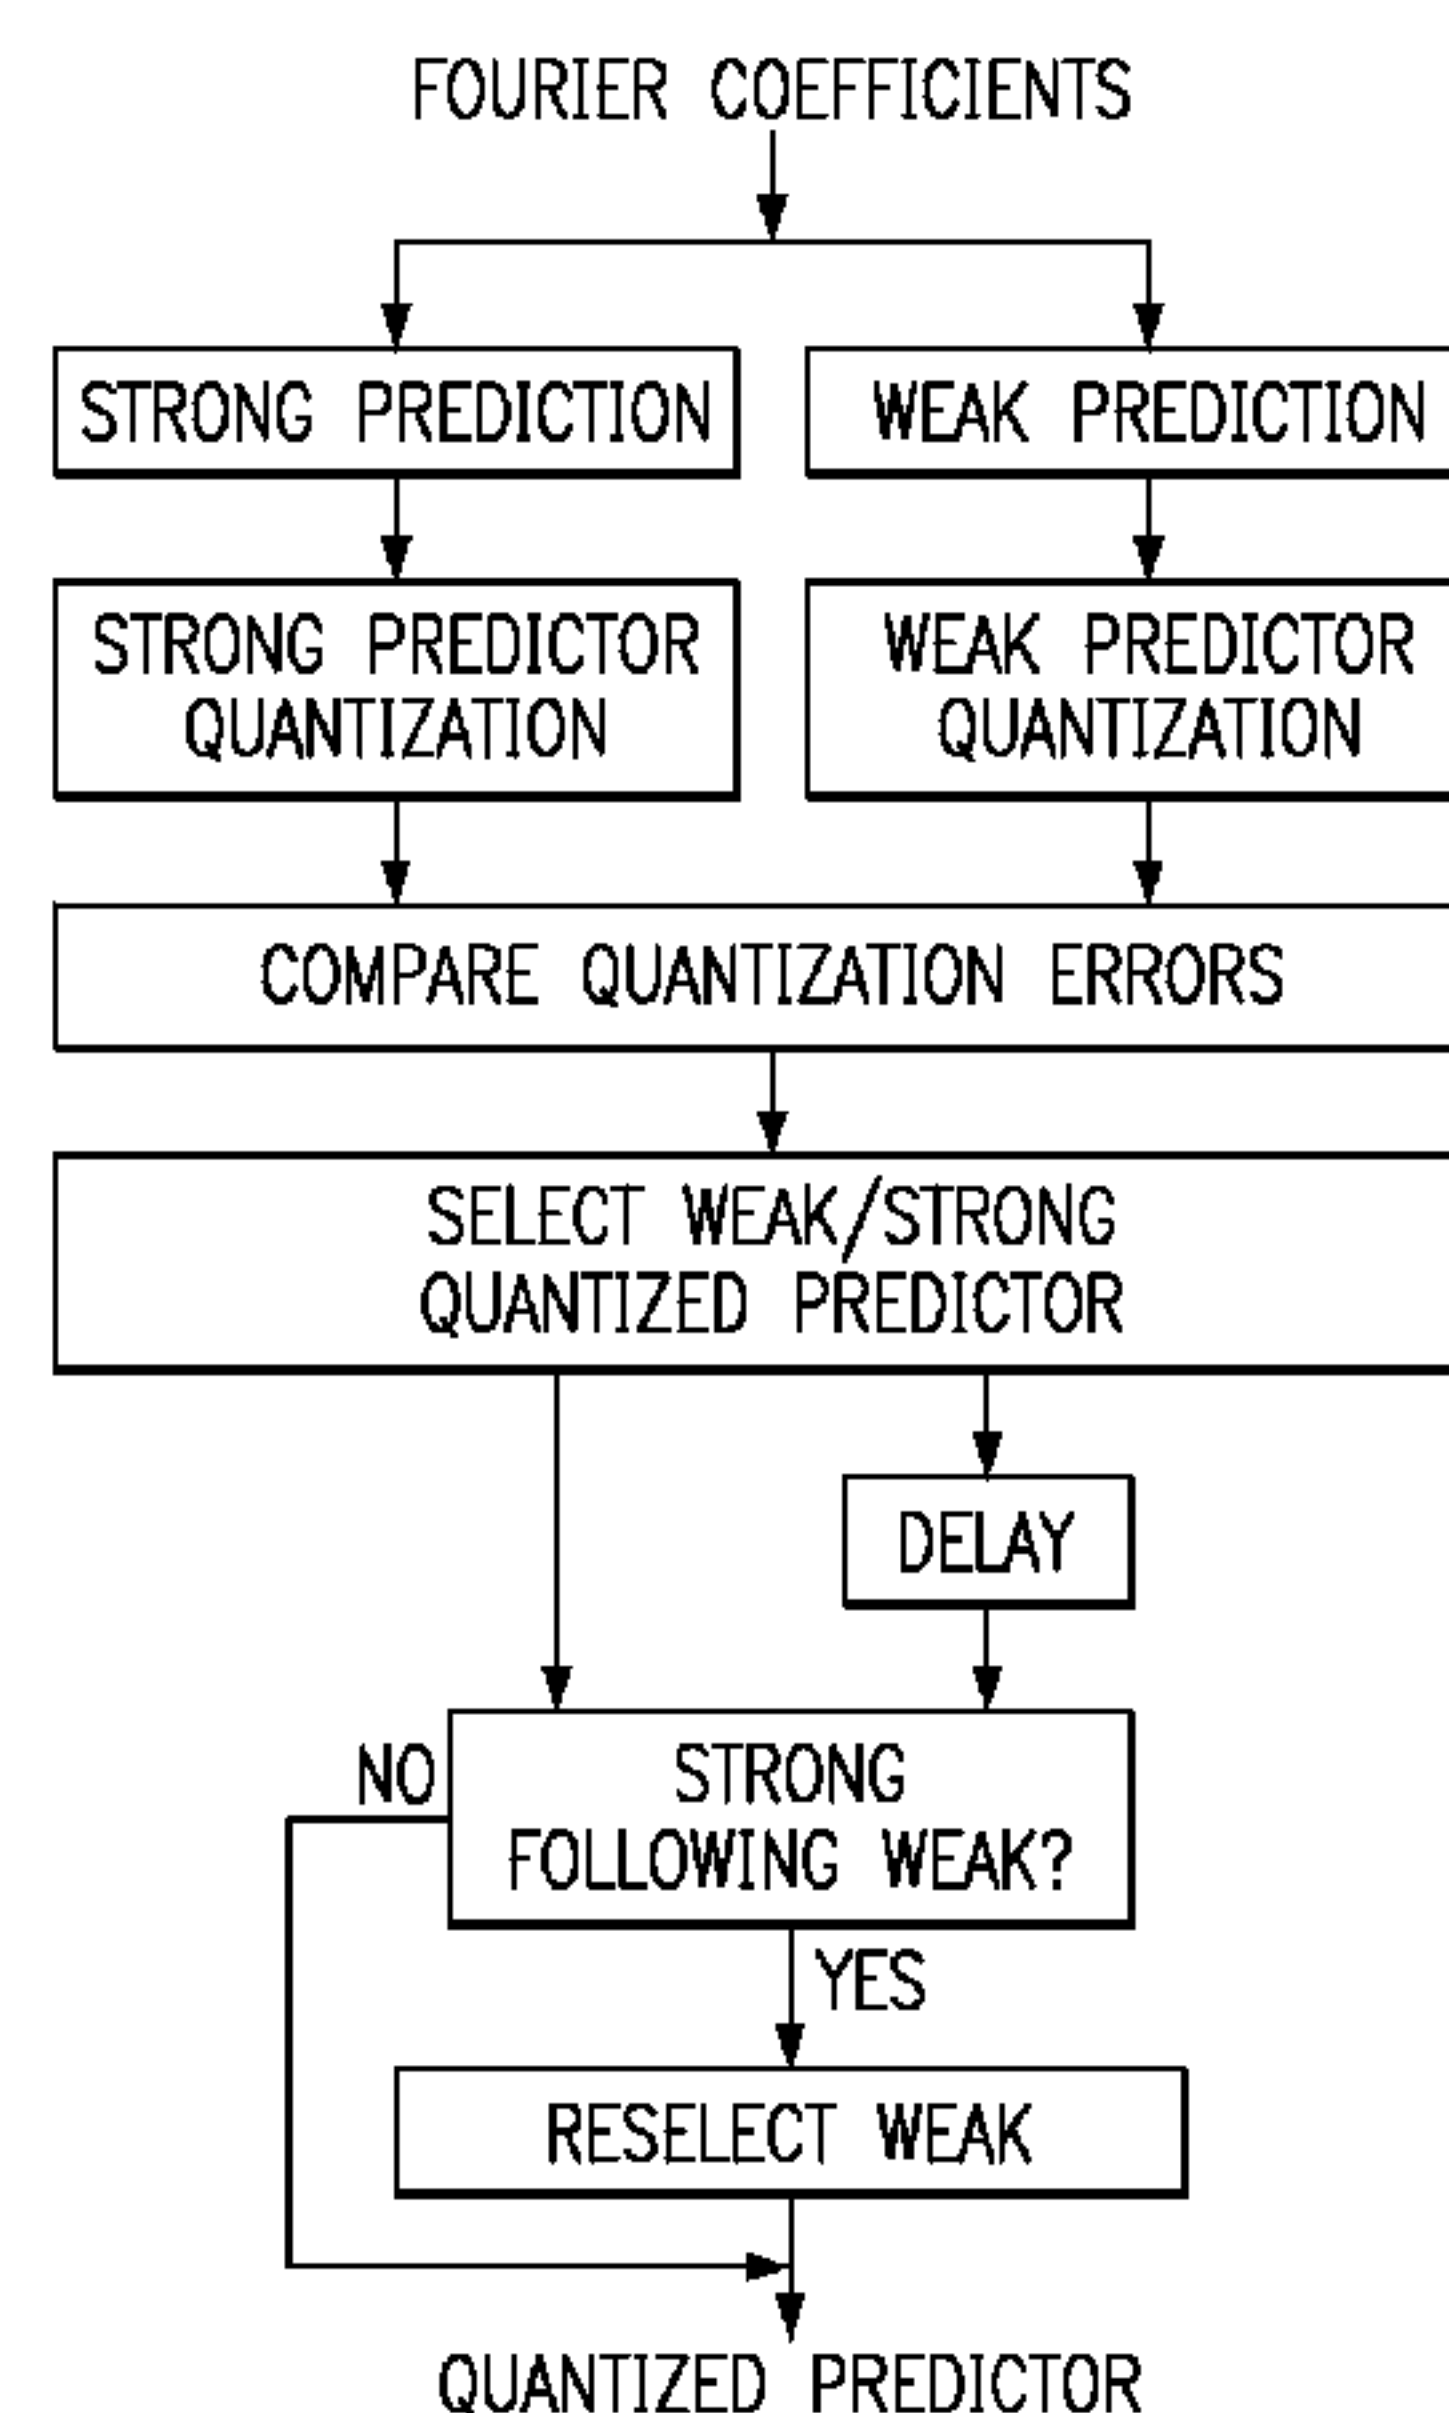 FOURIER COEFFICIENTS
STRONG PREDICTION
WEAK PREDICTION
STRONG PREDICTOR
QUANTIZATION
WEAK PREDICTOR
QUANTIZATION
COMPARE QUANTIZATION ERRORS
SELECT WEAK/STRONG
QUANTIZED PREDICTOR
DELAY
NO
STRONG
FOLLOWING WEAK?
YES
RESELECT WEAK
QUANTIZED PREDICTOR